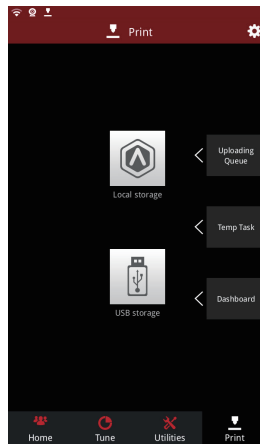 Print
Uploading
Queue
Local storage
Temp Task
Dashboard
USB storage
Home
Tune
Utilities
Print